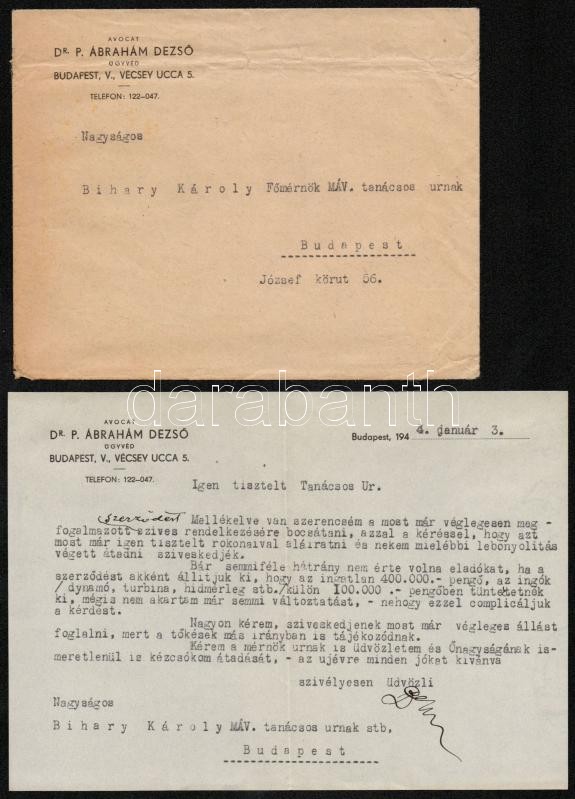 AVOCAT
DR. P. ÁBRAHÁM DEZSŐ
ÜGYVÉD
BUDAPEST, V., VÉCSEY UCCA 5.
TELEFON: 122-047.
Nagyságos
Bihary Károly Főmérnök MÁV. tanácsos urnak
Budapest
József körut 56.
darabanth
AVOCAT
DR. P. ÁBRAHÁM DEZSŐ
ÜGYVÉD
BUDAPEST, V., VÉCSEY UCCA 5.
TELEFON: 122-047.
Budapest, 194 4. január 3.
Igen tisztelt Tanácsos Ur.
szerződést
Mellékelve van szerencsém a most már véglegesen meg-
fogalmazott szives rendelkezésére bocsátani, azzal a kéréssel, hogy azt
most már igen tisztelt rokonaival aláiratni és nekem mielébbi lebonyolitás
végett átadni sziveskedjék.
Bár semmiféle hátrány nem érte volna eladókat, ha a
szerződést akként állitjuk ki, hogy az ingatlan 400.000.- pengő, az ingók
/dynamó, turbina, hidmérleg stb./külön 100.000 .- pengőben tüntetetnők
ki, mégis nem akartam már semmi változtatást, - nehogy ezzel complicáljuk
a kérdést.
Nagyon kérem, sziveskedjenek most már végleges állást
foglalni, mert a tőkések más irányban is tájékozódnak.
Kérem a mérnök urnak is üdvözletem és Őnagyságának is-
meretlenül is kézcsókom átadását, - az ujévre minden jókat kivánva
szivélyesen üdvözli
Nagyságos
Bihary Károly MÁV. tanácsos urnak stb,
Budapest